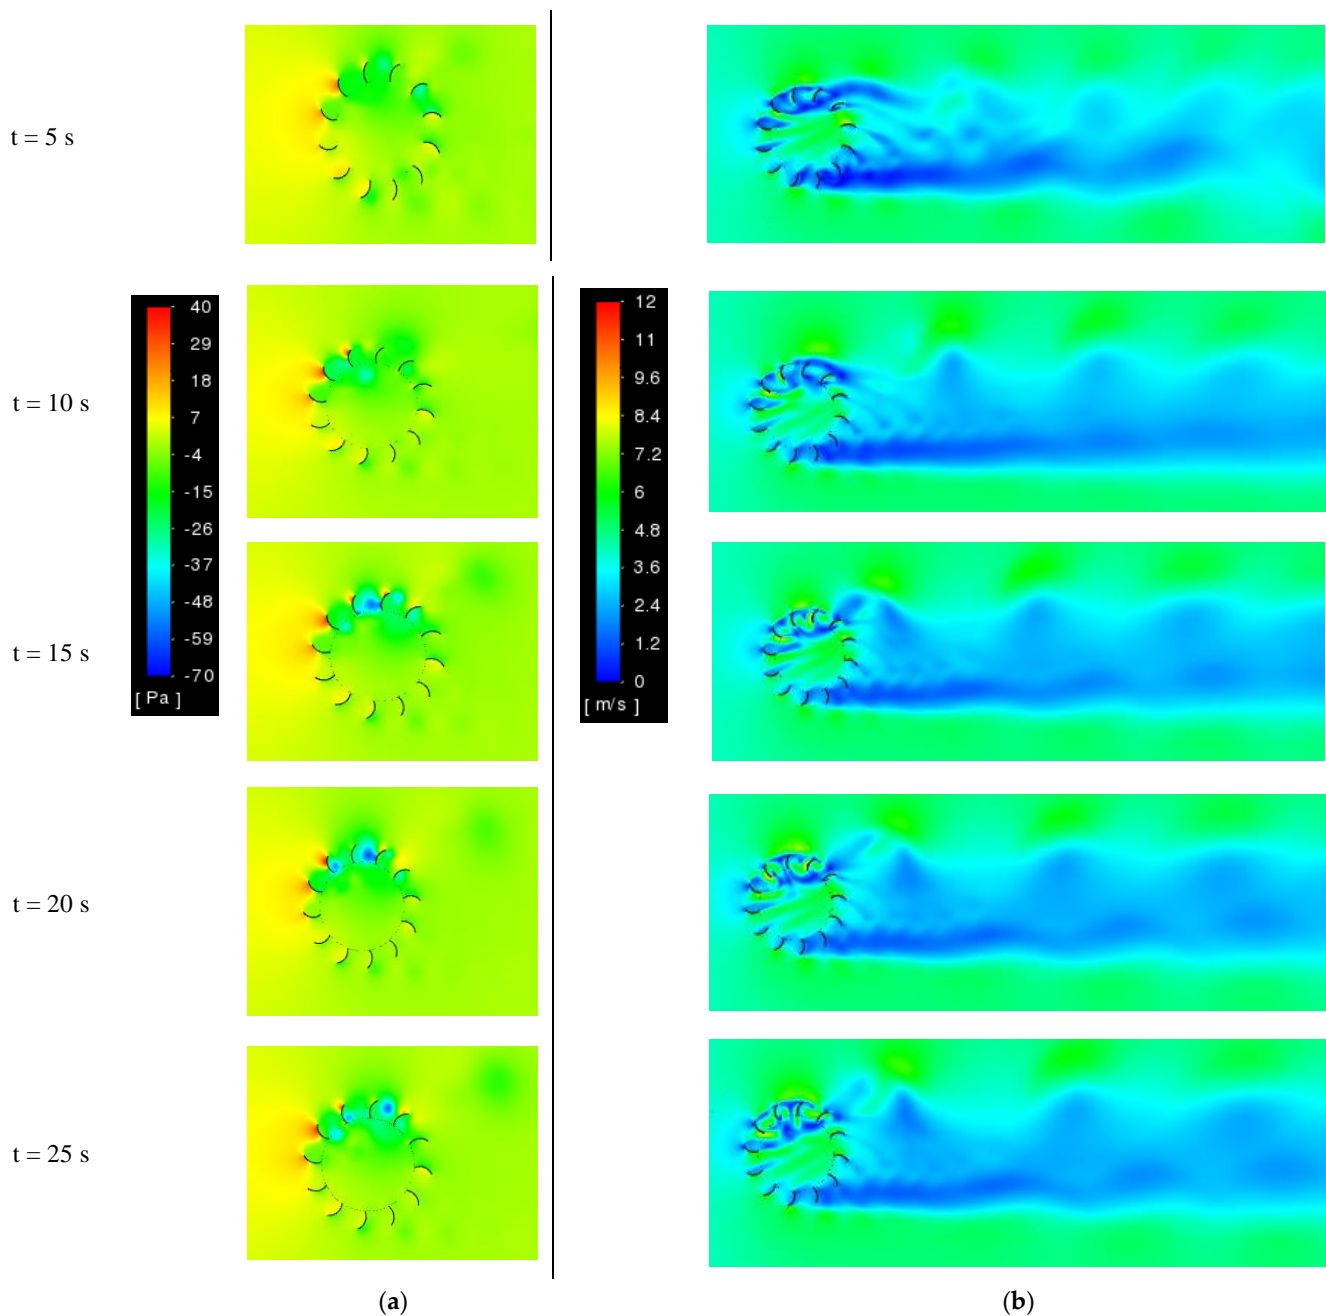 t = 5 s
t = 10 s
t = 15 s
t = 20 s
t = 25 s
40
29
18
7
-4
-15
-26
-37
-48
-59
-70
[ Pa ]
12
11
9.6
8.4
7.2
6
4.8
3.6
2.4
1.2
0
[ m/s ]
(a)
(b)